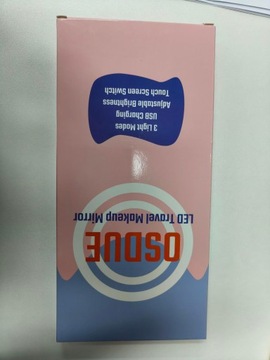 OSDUE
LED Travel Makeup Mirror
3 Light Modes
USB Charging
Adjustable Brightness
Touch Screen Switch